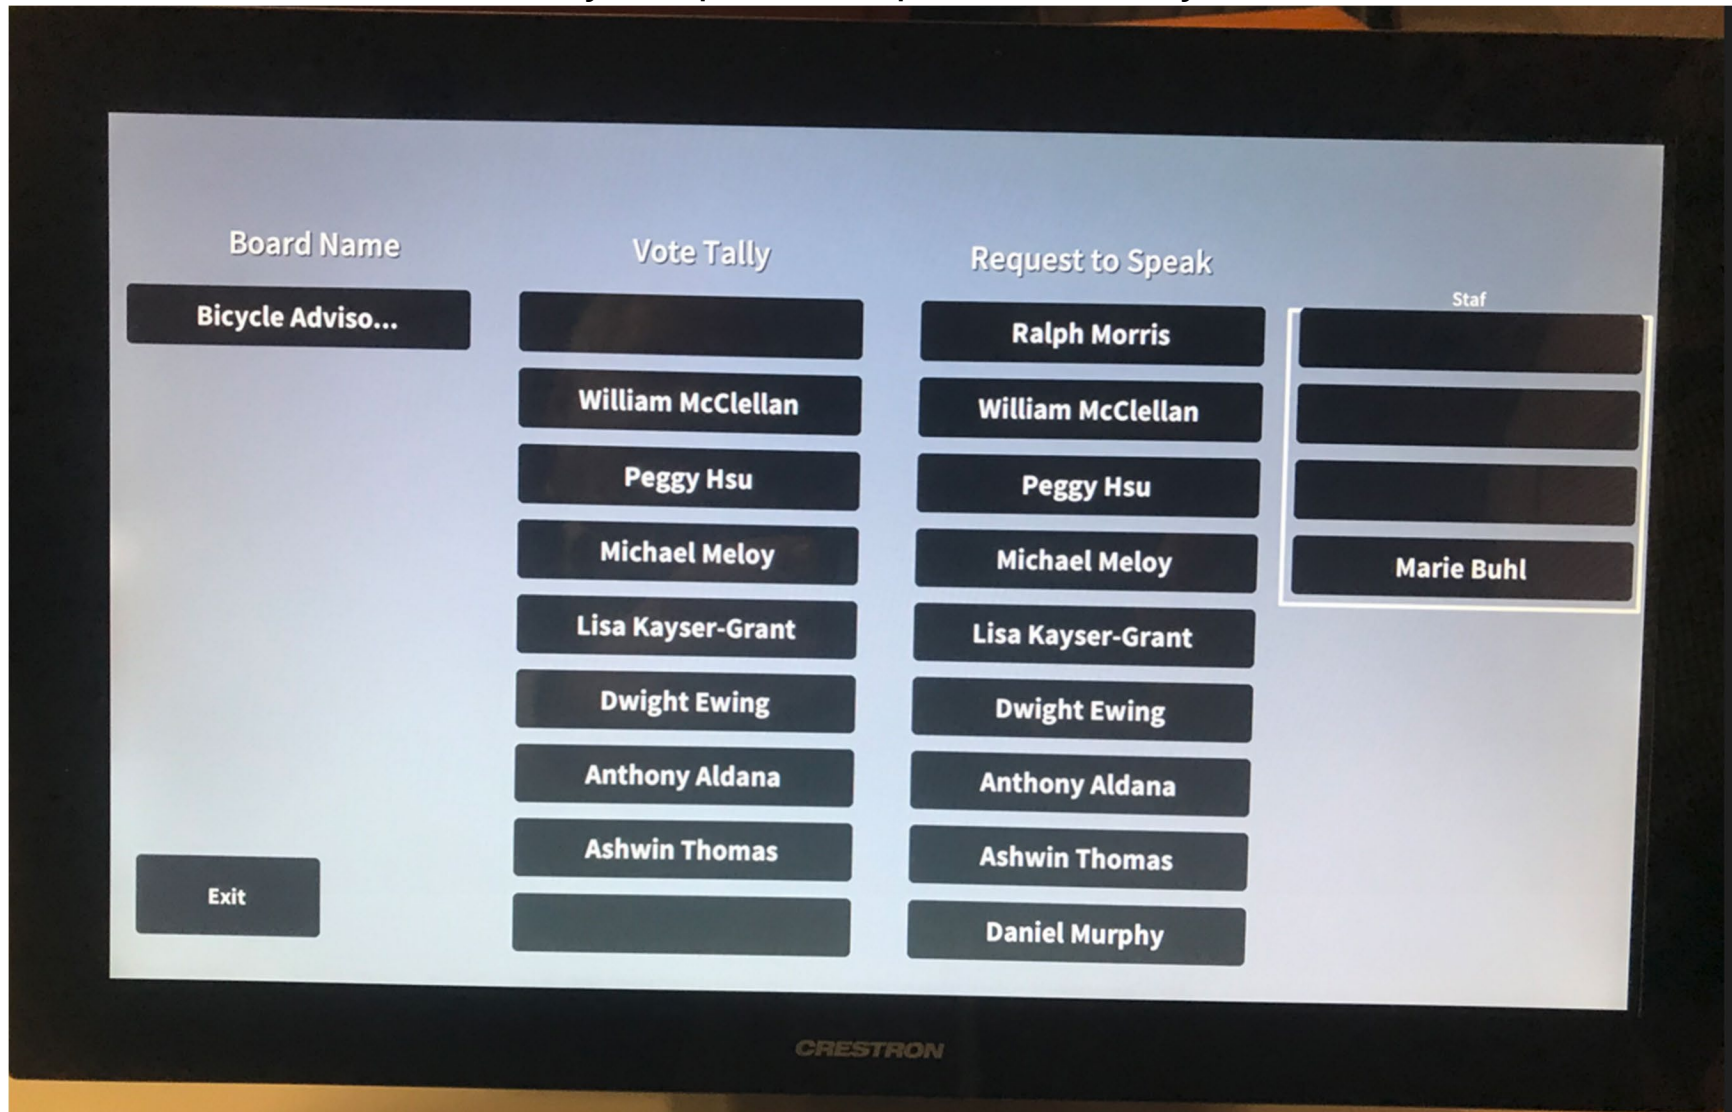 Board Name
Bicycle Adviso...
Exit
Vote Tally
William McClellan
Peggy Hsu
Michael Meloy
Lisa Kayser-Grant
Dwight Ewing
Anthony Aldana
Ashwin Thomas
Request to Speak
Ralph Morris
William McClellan
Peggy Hsu
Michael Meloy
Lisa Kayser-Grant
Dwight Ewing
Anthony Aldana
Ashwin Thomas
Daniel Murphy
Staf
Marie Buhl
CRESTRON